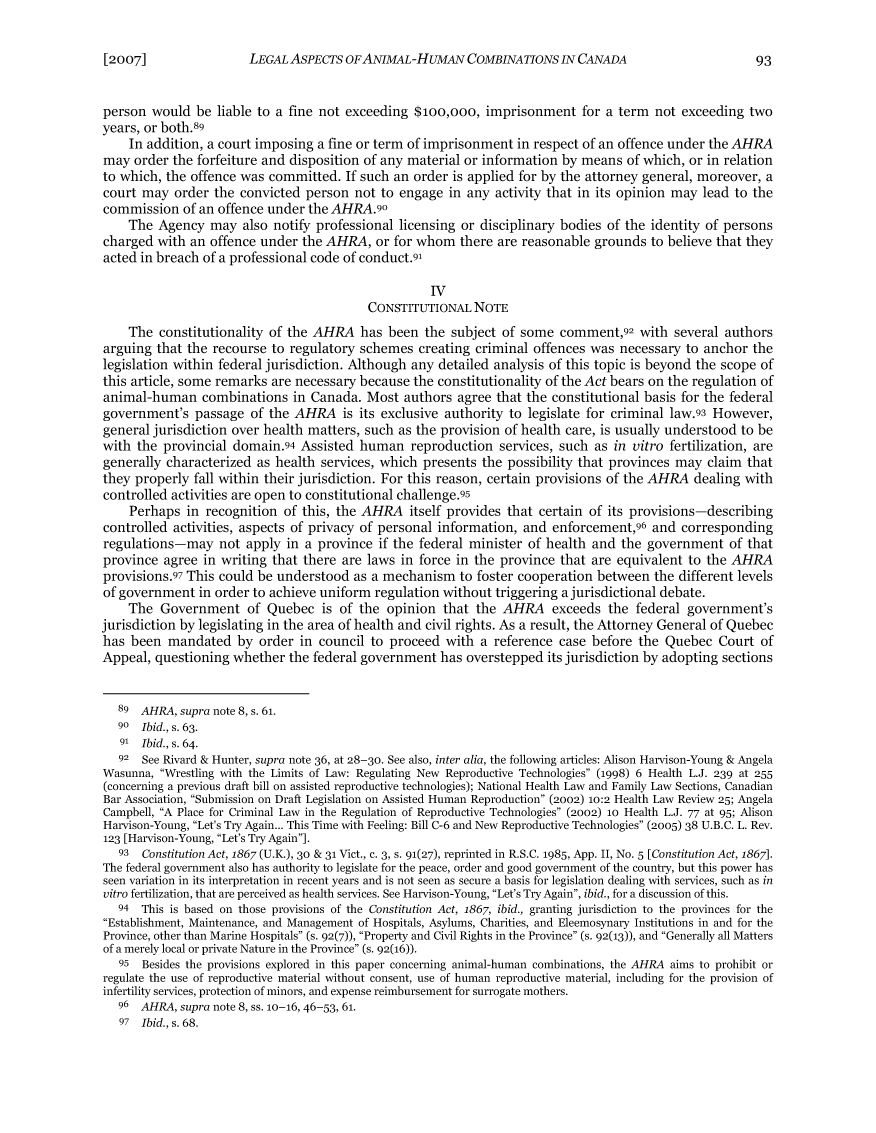 [2007] LEGAL ASPECTS OF ANIMAL-HUMAN COMBINATIONS IN CANADA 93
person would be liable to a fine not exceeding $100,000, imprisonment for a term not exceeding two
years, or both.89
In addition, a court imposing a fine or term of imprisonment in respect of an offence under the AHRA
may order the forfeiture and disposition of any material or information by means of which, or in relation
to which, the offence was committed. If such an order is applied for by the attorney general, moreover, a
court may order the convicted person not to engage in any activity that in its opinion may lead to the
commission of an offence under the AHRA.90
The Agency may also notify professional licensing or disciplinary bodies of the identity of persons
charged with an offence under the AHRA, or for whom there are reasonable grounds to believe that they
acted in breach of a professional code of conduct.91
IV
CONSTITUTIONAL NOTE
The constitutionality of the AHRA has been the subject of some comment,92 with several authors
arguing that the recourse to regulatory schemes creating criminal offences was necessary to anchor the
legislation within federal jurisdiction. Although any detailed analysis of this topic is beyond the scope of
this article, some remarks are necessary because the constitutionality of the Act bears on the regulation of
animal-human combinations in Canada. Most authors agree that the constitutional basis for the federal
government's passage of the AHRA is its exclusive authority to legislate for criminal law.93 However,
general jurisdiction over health matters, such as the provision of health care, is usually understood to be
with the provincial domain.94 Assisted human reproduction services, such as in vitro fertilization, are
generally characterized as health services, which presents the possibility that provinces may claim that
they properly fall within their jurisdiction. For this reason, certain provisions of the AHRA dealing with
controlled activities are open to constitutional challenge.95
Perhaps in recognition of this, the AHRA itself provides that certain of its provisions—describing
controlled activities, aspects of privacy of personal information, and enforcement,96 and corresponding
regulations—may not apply in a province if the federal minister of health and the government of that
province agree in writing that there are laws in force in the province that are equivalent to the AHRA
provisions.97 This could be understood as a mechanism to foster cooperation between the different levels
of government in order to achieve uniform regulation without triggering a jurisdictional debate.
The Government of Quebec is of the opinion that the AHRA exceeds the federal government's
jurisdiction by legislating in the area of health and civil rights. As a result, the Attorney General of Quebec
has been mandated by order in council to proceed with a reference case before the Quebec Court of
Appeal, questioning whether the federal government has overstepped its jurisdiction by adopting sections
89 AHRA, supra note 8, s. 61.
90 Ibid., s. 63.
91 Ibid., s. 64.
92 See Rivard & Hunter, supra note 36, at 28–30. See also, inter alia, the following articles: Alison Harvison-Young & Angela
Wasunna, "Wrestling with the Limits of Law: Regulating New Reproductive Technologies" (1998) 6 Health L.J. 239 at 255
(concerning a previous draft bill on assisted reproductive technologies); National Health Law and Family Law Sections, Canadian
Bar Association, "Submission on Draft Legislation on Assisted Human Reproduction" (2002) 10:2 Health Law Review 25; Angela
Campbell, "A Place for Criminal Law in the Regulation of Reproductive Technologies" (2002) 10 Health L.J. 77 at 95; Alison
Harvison-Young, "Let's Try Again... This Time with Feeling: Bill C-6 and New Reproductive Technologies" (2005) 38 U.B.C. L. Rev.
123 [Harvison-Young, "Let's Try Again"].
93 Constitution Act, 1867 (U.K.), 30 & 31 Vict., c. 3, s. 91(27), reprinted in R.S.C. 1985, App. II, No. 5 [Constitution Act, 1867].
The federal government also has authority to legislate for the peace, order and good government of the country, but this power has
seen variation in its interpretation in recent years and is not seen as secure a basis for legislation dealing with services, such as in
vitro fertilization, that are perceived as health services. See Harvison-Young, "Let's Try Again", ibid., for a discussion of this.
94 This is based on those provisions of the Constitution Act, 1867, ibid., granting jurisdiction to the provinces for the
"Establishment, Maintenance, and Management of Hospitals, Asylums, Charities, and Eleemosynary Institutions in and for the
Province, other than Marine Hospitals" (s. 92(7)), "Property and Civil Rights in the Province" (s. 92(13)), and "Generally all Matters
of a merely local or private Nature in the Province" (s. 92(16)).
95 Besides the provisions explored in this paper concerning animal-human combinations, the AHRA aims to prohibit or
regulate the use of reproductive material without consent, use of human reproductive material, including for the provision of
infertility services, protection of minors, and expense reimbursement for surrogate mothers.
96 AHRA, supra note 8, ss. 10–16, 46–53, 61.
97 Ibid., s. 68.